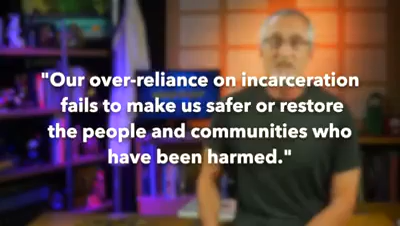 "Our over-reliance on incarceration
fails to make us safer or restore
the people and communities who
have been harmed."